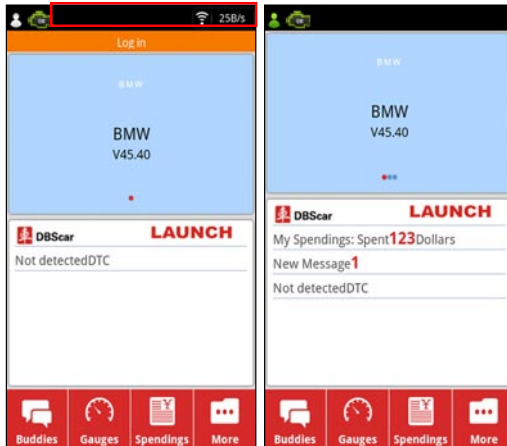 25B/s
Log in
BMW
BMW
V45.40
DBScar LAUNCH
Not detectedDTC
Buddies Gauges Spendings More
BMW
BMW
V45.40
DBScar LAUNCH
My Spendings: Spent123Dollars
New Message1
Not detectedDTC
Buddies Gauges Spendings More